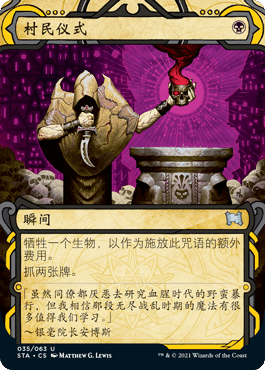 村民仪式
瞬间
牺牲一个生物，以作为施放此咒语的额外
费用。
抓两张牌。
「虽然同僚都厌恶去研究血腥时代的野蛮暴
行，但我相信那段无尽战乱时期的魔法有很
多值得我们学习。」
～银毫院长安博斯
035/063 U
STA • CS MATTHEW G. LEWIS
™ & © 2021 Wizards of the Coast